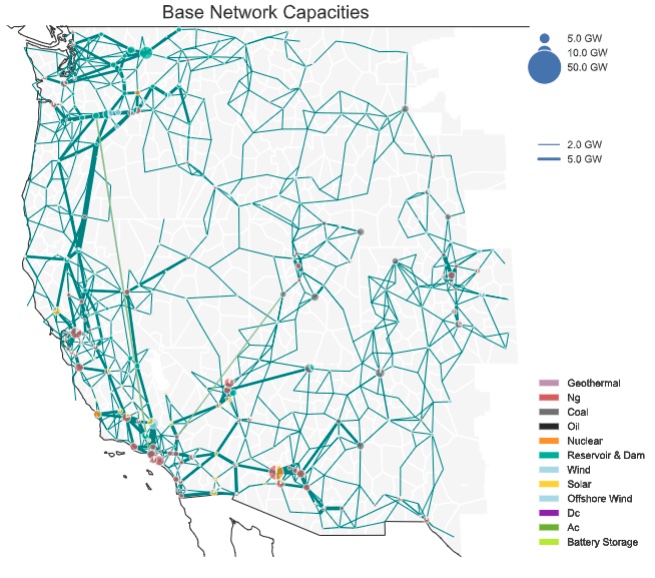 Base Network Capacities
5.0 GW
10.0 GW
50.0 GW
2.0 GW
5.0 GW
Geothermal
Ng
Coal
Oil
Nuclear
Reservoir & Dam
Wind
Solar
Offshore Wind
Dc
Ac
Battery Storage